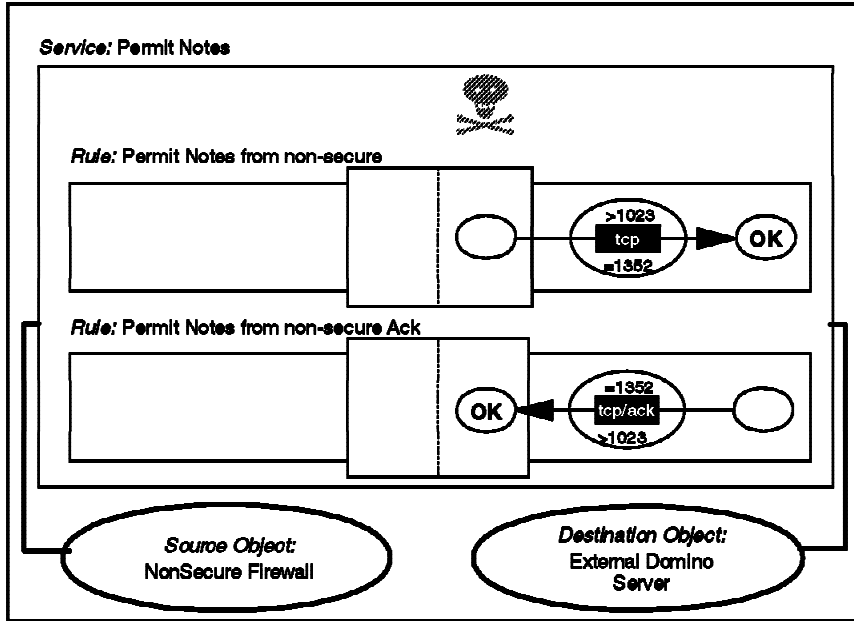 Service: Permit Notes
Rule: Permit Notes from non-secure
>1023
tcp
=1352
OK
Rule: Permit Notes from non-secure Ack
OK
=1352
tcp/ack
>1023
Source Object:
NonSecure Firewall
Destination Object:
External Domino
Server